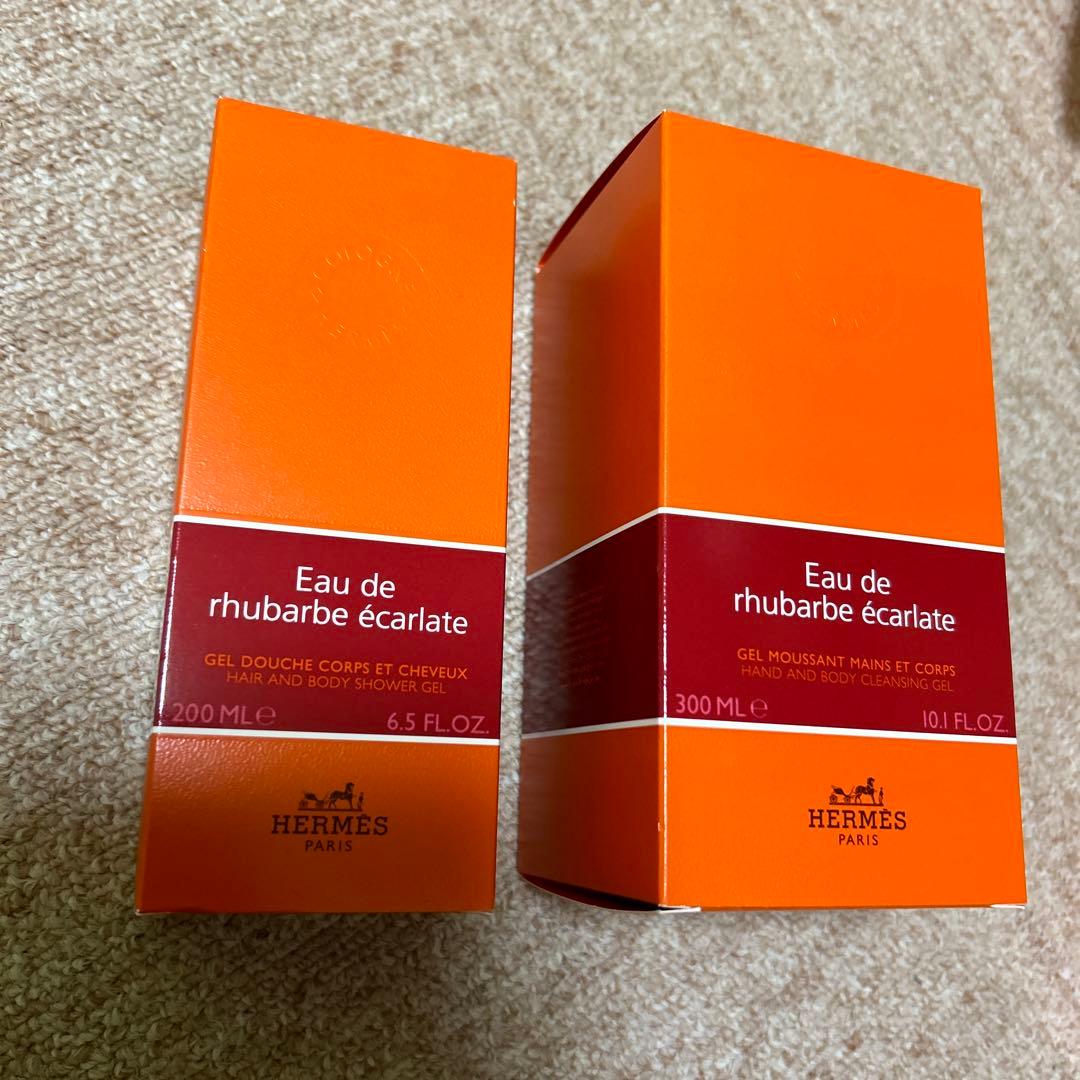 Eau de
rhubarbe écarlate
GEL DOUCHE CORPS ET CHEVEUX
HAIR AND BODY SHOWER GEL
200 ML ℮ 6.5 FL.OZ.
HERMÈS
PARIS
Eau de
rhubarbe écarlate
GEL MOUSSANT MAINS ET CORPS
HAND AND BODY CLEANSING GEL
300 ML ℮ 10.1 FL.OZ.
HERMÈS
PARIS